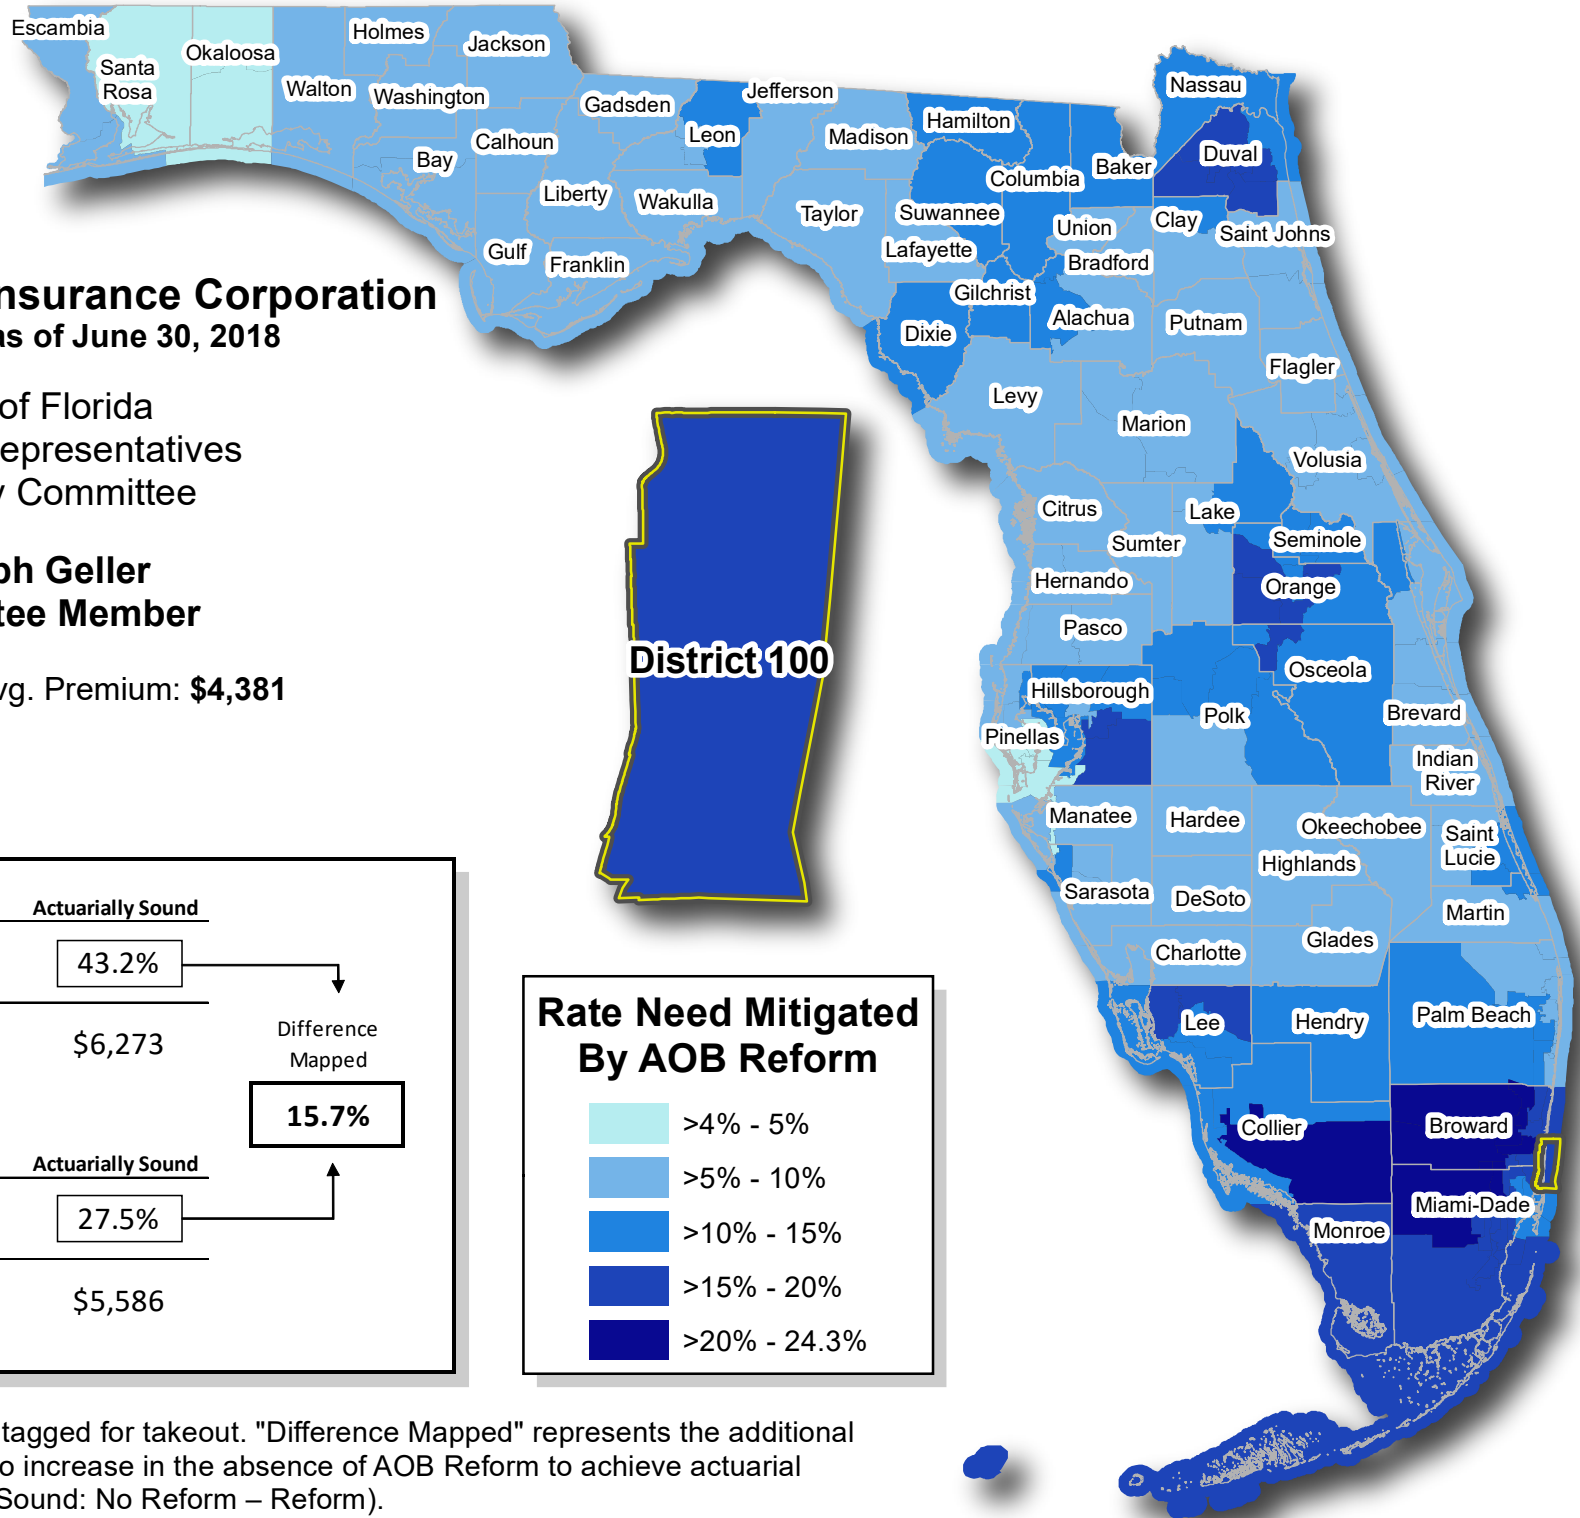 Escambia
Santa
Rosa
Okaloosa
Holmes
Jackson
Walton
Washington
Bay
Calhoun
Gadsden
Jefferson
Leon
Liberty
Wakulla
Gulf
Franklin
Madison
Taylor
Hamilton
Suwannee
Lafayette
Columbia
Baker
Nassau
Duval
Union
Clay
Saint Johns
Bradford
Gilchrist
Dixie
Alachua
Putnam
Flagler
Levy
Marion
Volusia
Citrus
Lake
Sumter
Seminole
Hernando
Orange
Pasco
Osceola
Hillsborough
Polk
Brevard
Pinellas
Indian
River
Manatee
Hardee
Okeechobee
Saint
Lucie
Highlands
Sarasota
DeSoto
Martin
Charlotte
Glades
Lee
Hendry
Palm Beach
Collier
Broward
Miami-Dade
Monroe
nsurance Corporation
as of June 30, 2018
of Florida
epresentatives
Committee
ph Geller
tee Member
vg. Premium: $4,381
District 100
Actuarially Sound
43.2%
$6,273
Difference
Mapped
15.7%
Actuarially Sound
27.5%
$5,586
Rate Need Mitigated
By AOB Reform
>4% - 5%
>5% - 10%
>10% - 15%
>15% - 20%
>20% - 24.3%
tagged for takeout. "Difference Mapped" represents the additional
o increase in the absence of AOB Reform to achieve actuarial
Sound: No Reform – Reform).